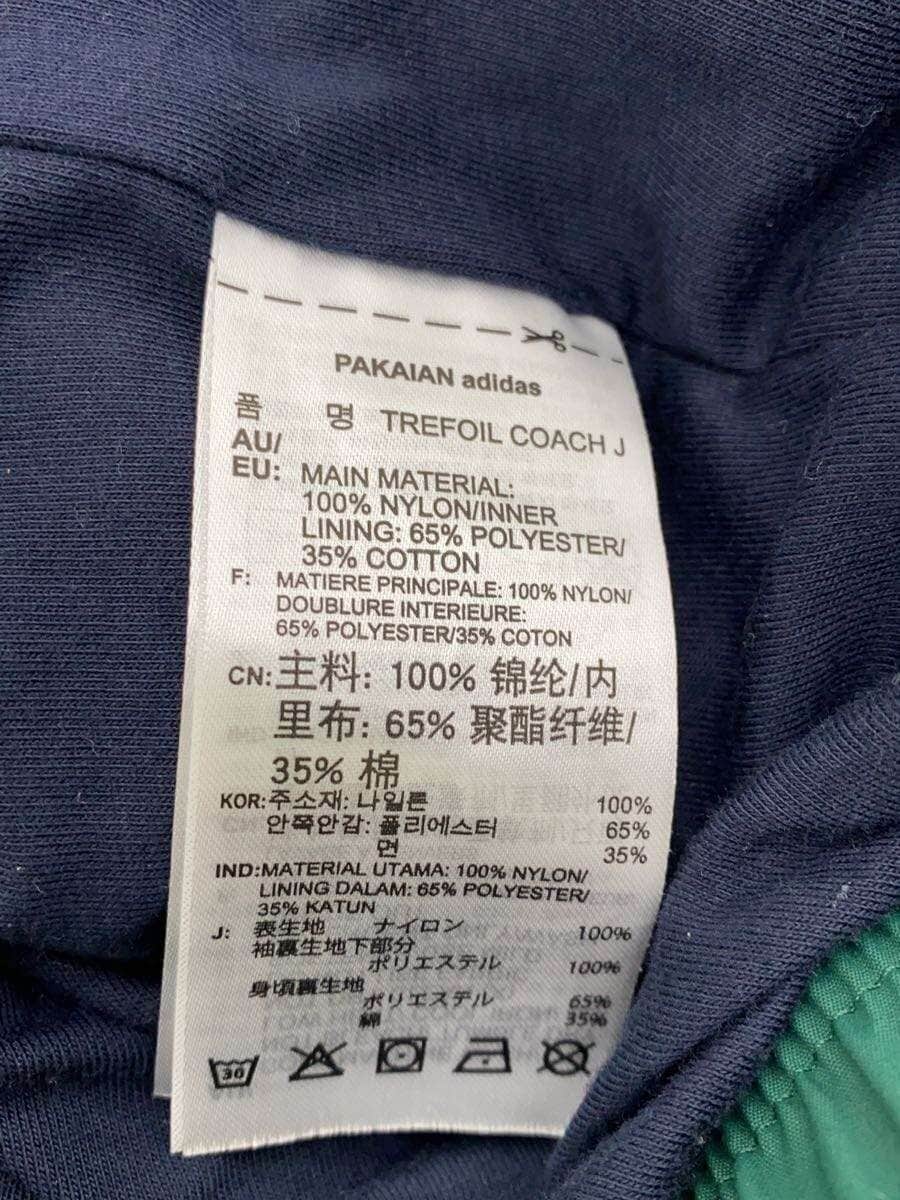 PAKAIAN adidas
품 명 TREFOIL COACH J
AU/
EU: MAIN MATERIAL:
100% NYLON/INNER
LINING: 65% POLYESTER/
35% COTTON
F: MATIERE PRINCIPALE: 100% NYLON/
DOUBLURE INTERIEURE:
65% POLYESTER/35% COTON
CN: 主料: 100% 锦纶/内
里布: 65% 聚酯纤维/
35% 棉
KOR: 주소재: 나일론 100%
안쪽안감: 폴리에스터 65%
면 35%
IND: MATERIAL UTAMA: 100% NYLON/
LINING DALAM: 65% POLYESTER/
35% KATUN
J: 表生地 ナイロン 100%
袖裏生地下部分
ポリエステル 100%
身頃裏生地
ポリエステル 65%
綿 35%
30